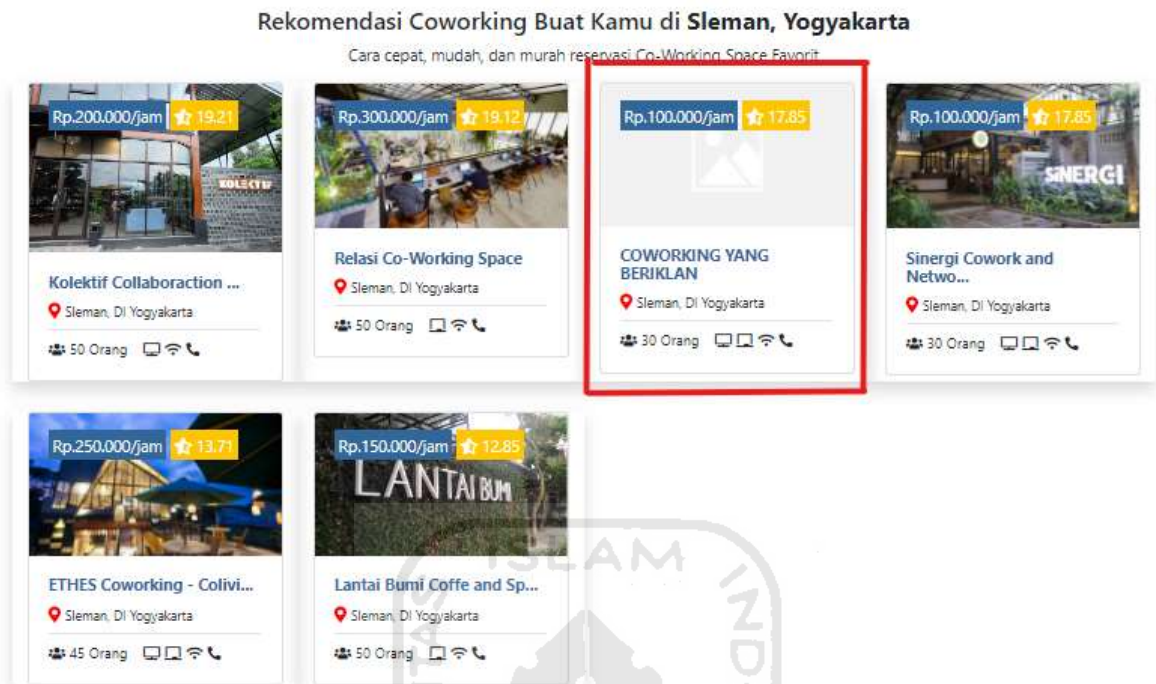 Rekomendasi Coworking Buat Kamu di Sleman, Yogyakarta
Cara cepat, mudah, dan murah reservasi Co-Working Space Favorit
Rp.200.000/jam 19.21
KOLECTIF
Kolektif Collaboraction ...
Sleman, DI Yogyakarta
50 Orang
Rp.300.000/jam 19.12
Relasi Co-Working Space
Sleman, DI Yogyakarta
50 Orang
Rp.100.000/jam 17.85
COWORKING YANG
BERIKLAN
Sleman, DI Yogyakarta
30 Orang
Rp.100.000/jam 17.85
SiNERGI
Sinergi Cowork and
Netwo...
Sleman, DI Yogyakarta
30 Orang
Rp.250.000/jam 13.71
ETHES Coworking - Colivi...
Sleman, DI Yogyakarta
45 Orang
Rp.150.000/jam 12.85
LANTAI BUMI
Lantai Bumi Coffe and Sp...
Sleman, DI Yogyakarta
50 Orang
ISLAM